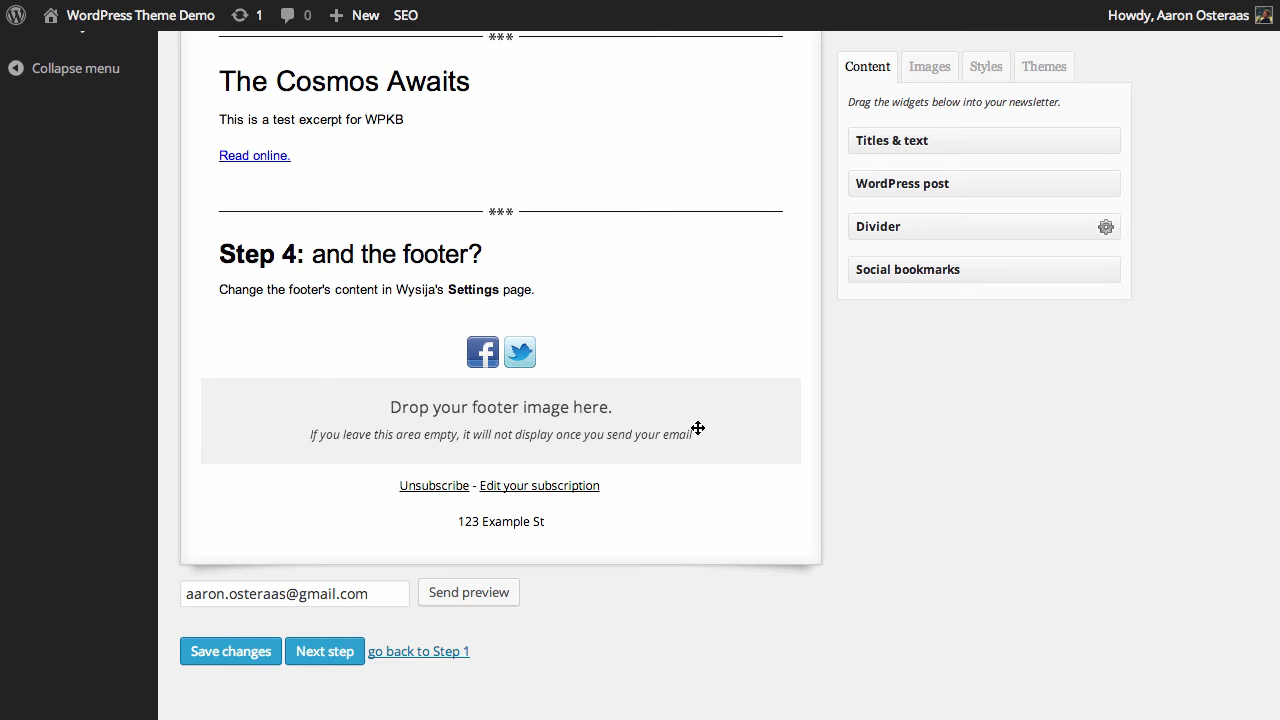 WordPress Theme Demo 1 0 New SEO Howdy, Aaron Osteraas
Collapse menu
***
The Cosmos Awaits
This is a test excerpt for WPKB
Read online.
***
Step 4: and the footer?
Change the footer's content in Wysija's Settings page.
Drop your footer image here.
If you leave this area empty, it will not display once you send your email
Unsubscribe - Edit your subscription
123 Example St
aaron.osteraas@gmail.com Send preview
Save changes Next step go back to Step 1
Content Images Styles Themes
Drag the widgets below into your newsletter.
Titles & text
WordPress post
Divider
Social bookmarks